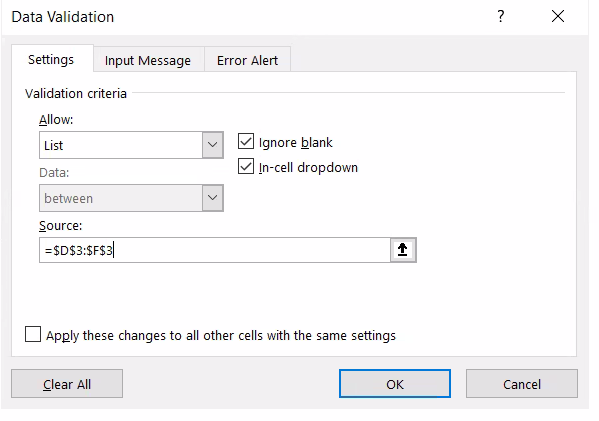 Data Validation ?
Settings Input Message Error Alert
Validation criteria
Allow:
List
Ignore blank
Data:
In-cell dropdown
between
Source:
=$D$3:$F$3
Apply these changes to all other cells with the same settings
Clear All OK Cancel